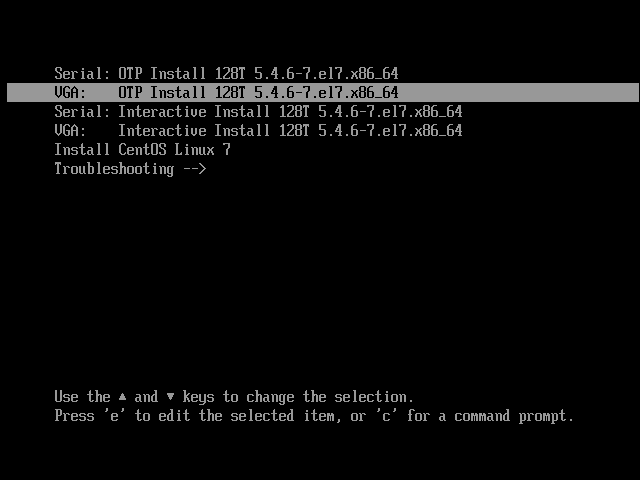 Serial: OTP Install 128T 5.4.6-7.el7.x86_64
VGA:    OTP Install 128T 5.4.6-7.el7.x86_64
Serial: Interactive Install 128T 5.4.6-7.el7.x86_64
VGA:    Interactive Install 128T 5.4.6-7.el7.x86_64
Install CentOS Linux 7
Troubleshooting -->
Use the ▲ and ▼ keys to change the selection.
Press 'e' to edit the selected item, or 'c' for a command prompt.